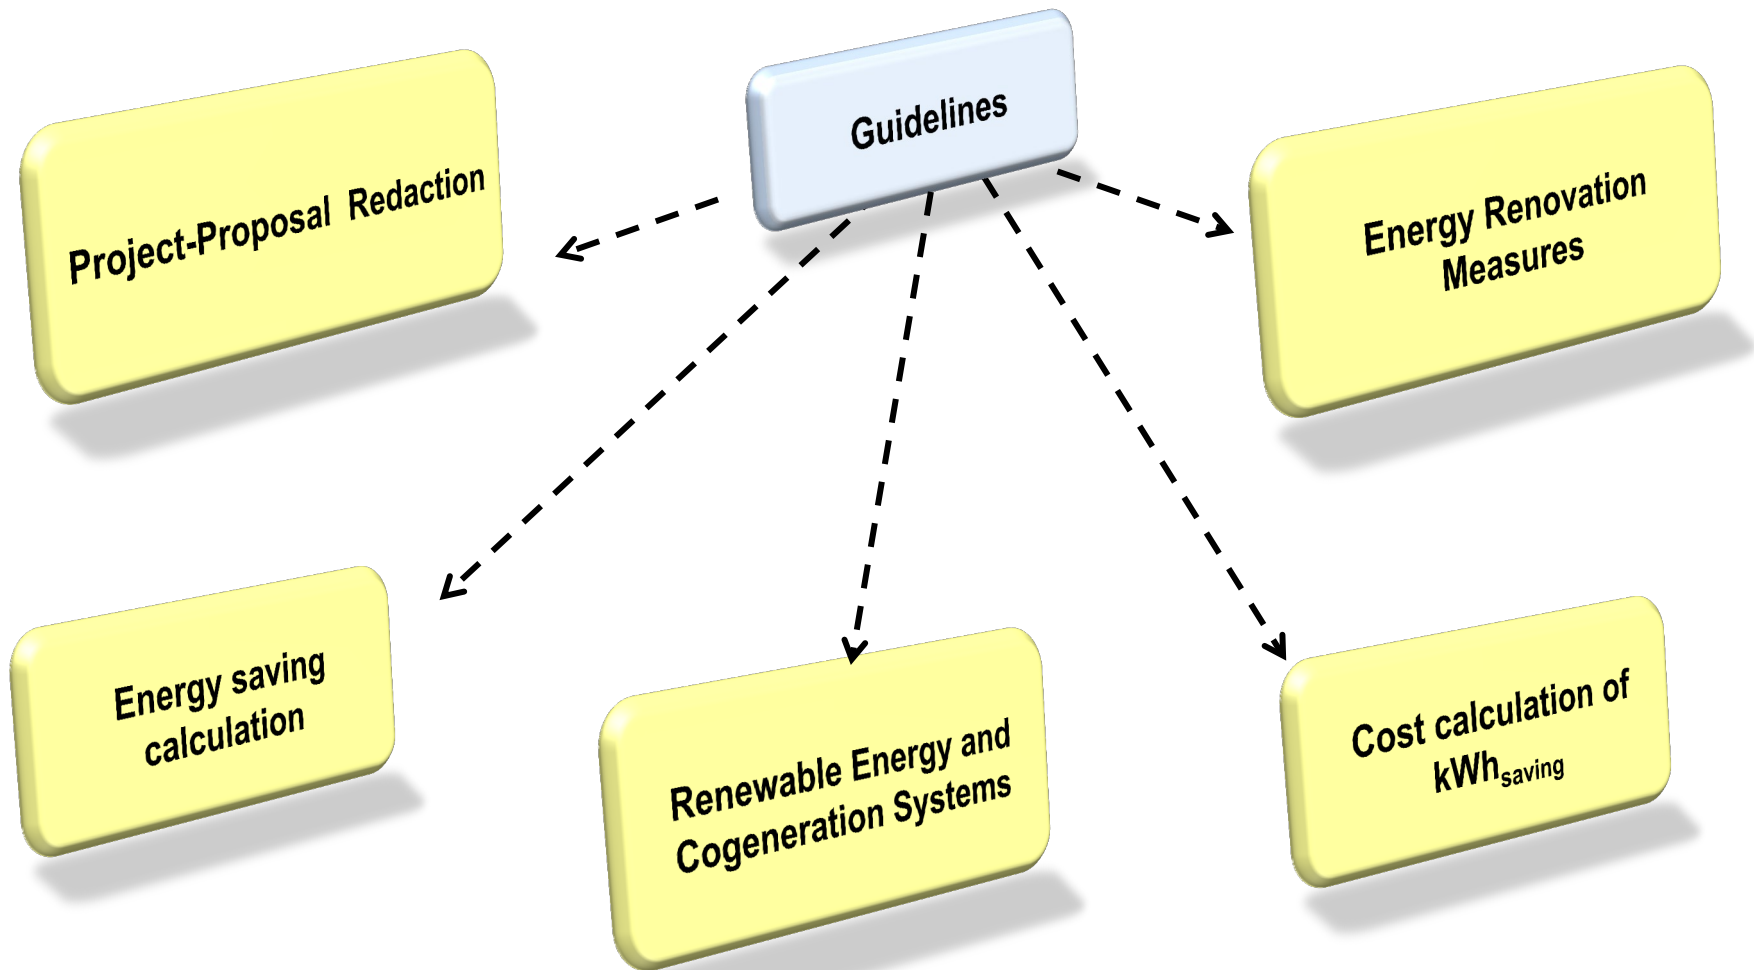 Guidelines
Project-Proposal Redaction
Energy Renovation
Measures
Energy saving
calculation
Renewable Energy and
Cogeneration Systems
Cost calculation of
kWhsaving